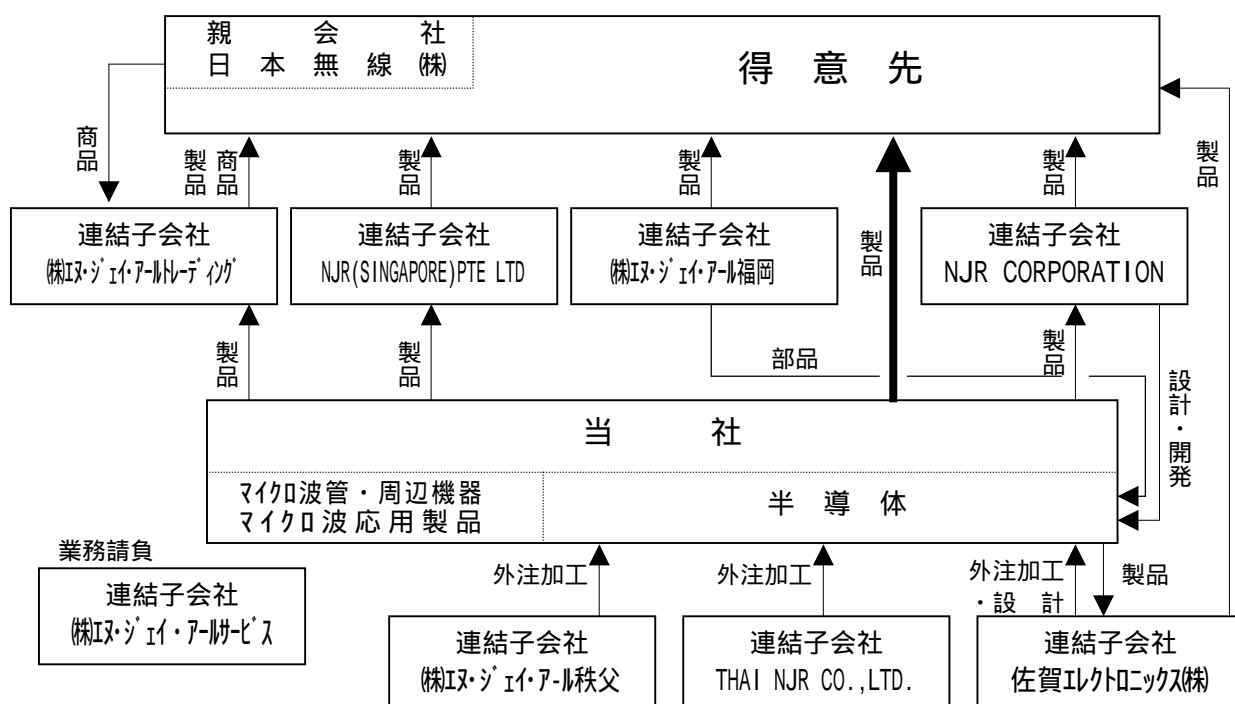 親会社
日本無線㈱
得意先
商品
製品
商品
製品
製品
製品
製品
製品
連結子会社
㈱ｴﾇ･ｼﾞｪｲ･ｱｰﾙﾄﾚｰﾃﾞｨﾝｸﾞ
連結子会社
NJR(SINGAPORE)PTE LTD
連結子会社
㈱ｴﾇ･ｼﾞｪｲ･ｱｰﾙ福岡
連結子会社
NJR CORPORATION
製品
製品
部品
製品
設計・開発
当社
ﾏｲｸﾛ波管・周辺機器
マイクロ波応用製品
半導体
業務請負
連結子会社
㈱ｴﾇ･ｼﾞｪｲ・ｱｰﾙｻｰﾋﾞｽ
外注加工
外注加工
外注加工
・設計
製品
連結子会社
㈱ｴﾇ･ｼﾞｪｲ･ｱｰﾙ秩父
連結子会社
THAI NJR CO.,LTD.
連結子会社
佐賀ｴﾚｸﾄﾛﾆｯｸｽ㈱